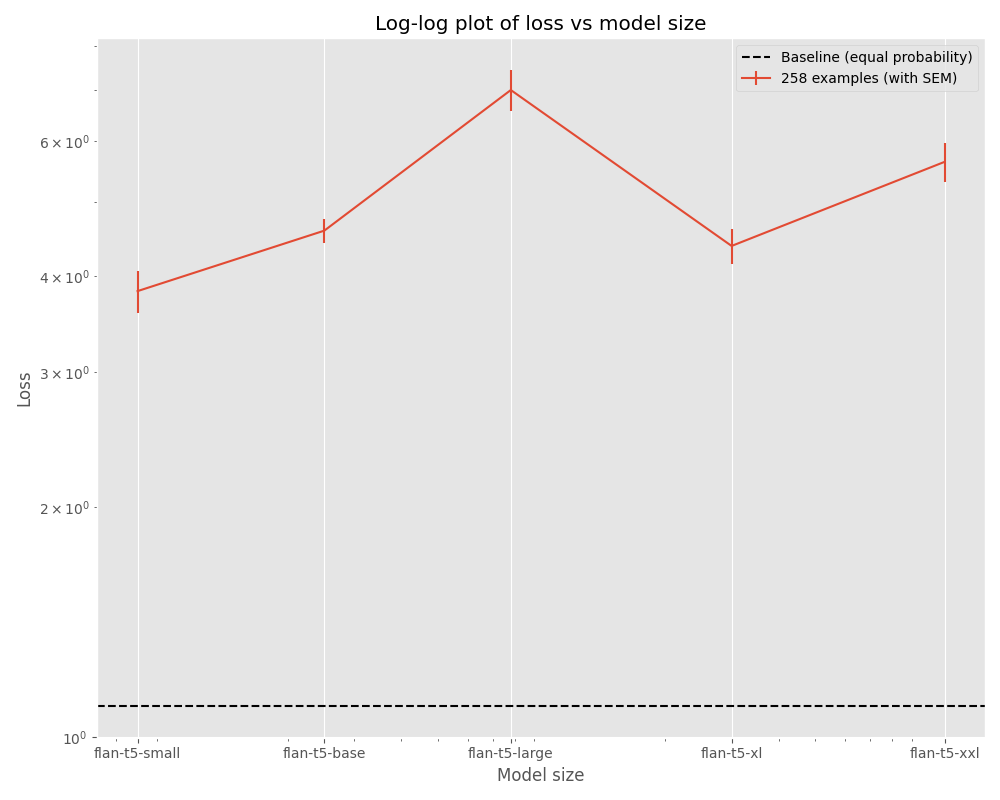 Log-log plot of loss vs model size
Baseline (equal probability)
258 examples (with SEM)
6 × 10⁰
4 × 10⁰
3 × 10⁰
2 × 10⁰
10⁰
Loss
flan-t5-small flan-t5-base flan-t5-large flan-t5-xl flan-t5-xxl
Model size